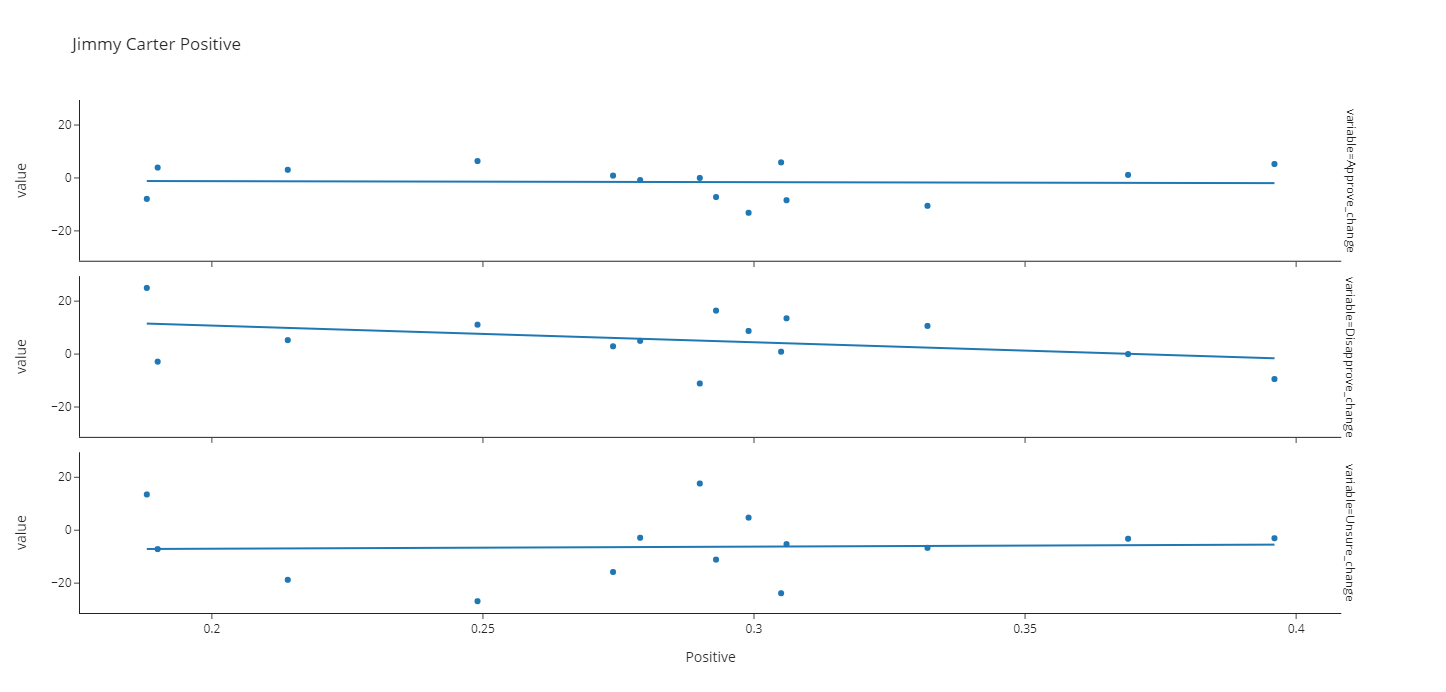 Jimmy Carter Positive
20
0
−20
value
variable=Approve_change
20
0
−20
value
variable=Disapprove_change
20
0
−20
value
variable=Unsure_change
0.2
0.25
0.3
0.35
0.4
Positive